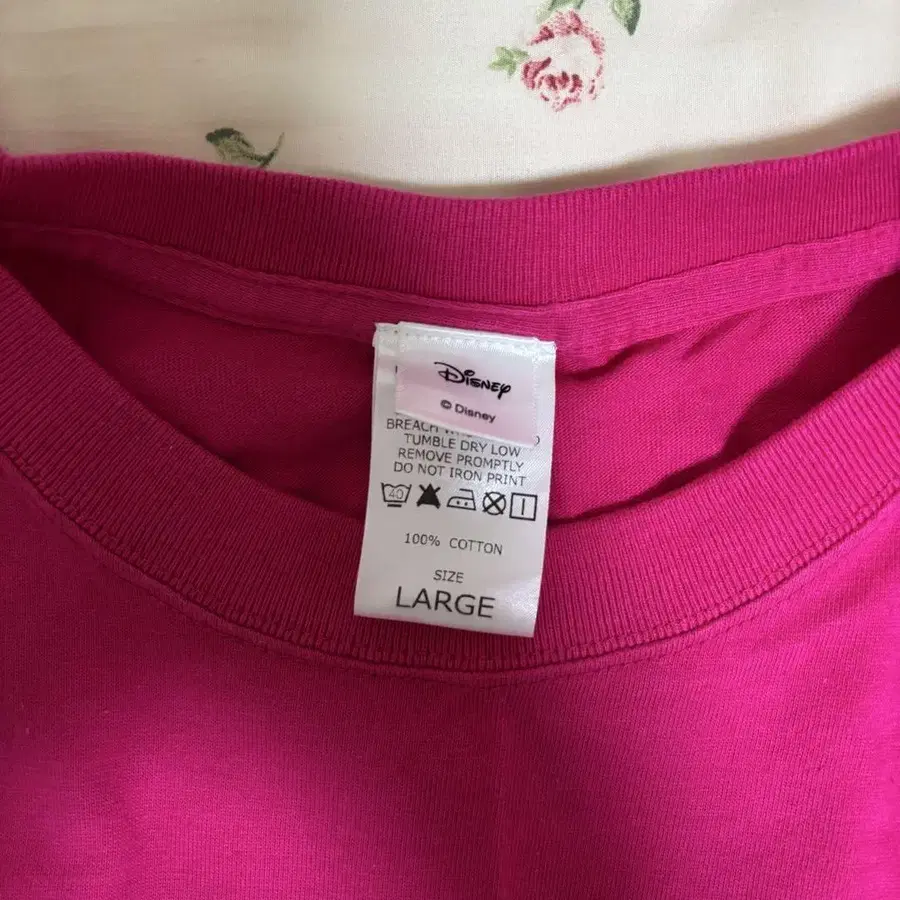 Disney
© Disney
TUMBLE DRY LOW
REMOVE PROMPTLY
DO NOT IRON PRINT
40
100% COTTON
SIZE
LARGE